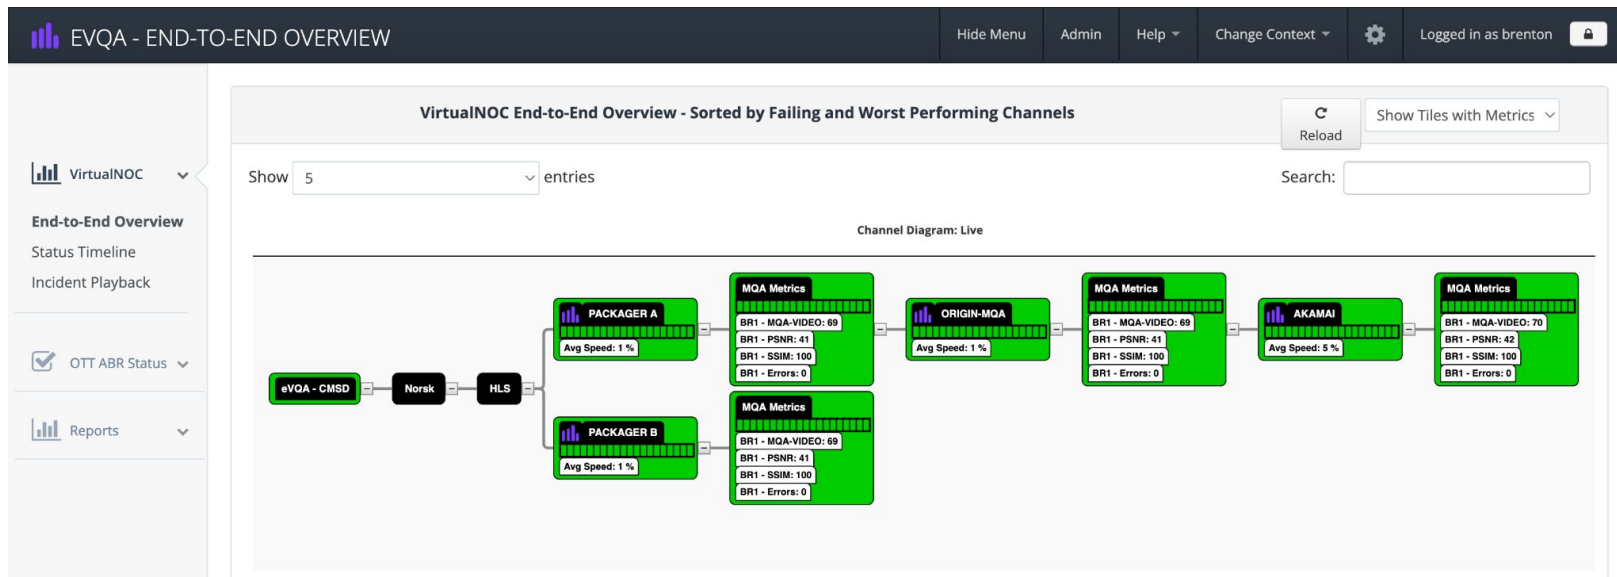 EVQA - END-TO-END OVERVIEW
Hide Menu
Admin
Help
Change Context
Logged in as brenton
VirtualNOC End-to-End Overview - Sorted by Failing and Worst Performing Channels
Reload
Show Tiles with Metrics
VirtualNOC
End-to-End Overview
Status Timeline
Incident Playback
OTT ABR Status
Reports
Show 5 entries
Search:
Channel Diagram: Live
eVQA - CMSD
Norsk
HLS
PACKAGER A
Avg Speed: 1 %
MQA Metrics
BR1 - MQA-VIDEO: 69
BR1 - PSNR: 41
BR1 - SSIM: 100
BR1 - Errors: 0
ORIGIN-MQA
Avg Speed: 1 %
MQA Metrics
BR1 - MQA-VIDEO: 69
BR1 - PSNR: 41
BR1 - SSIM: 100
BR1 - Errors: 0
AKAMAI
Avg Speed: 5 %
MQA Metrics
BR1 - MQA-VIDEO: 70
BR1 - PSNR: 42
BR1 - SSIM: 100
BR1 - Errors: 0
PACKAGER B
Avg Speed: 1 %
MQA Metrics
BR1 - MQA-VIDEO: 69
BR1 - PSNR: 41
BR1 - SSIM: 100
BR1 - Errors: 0